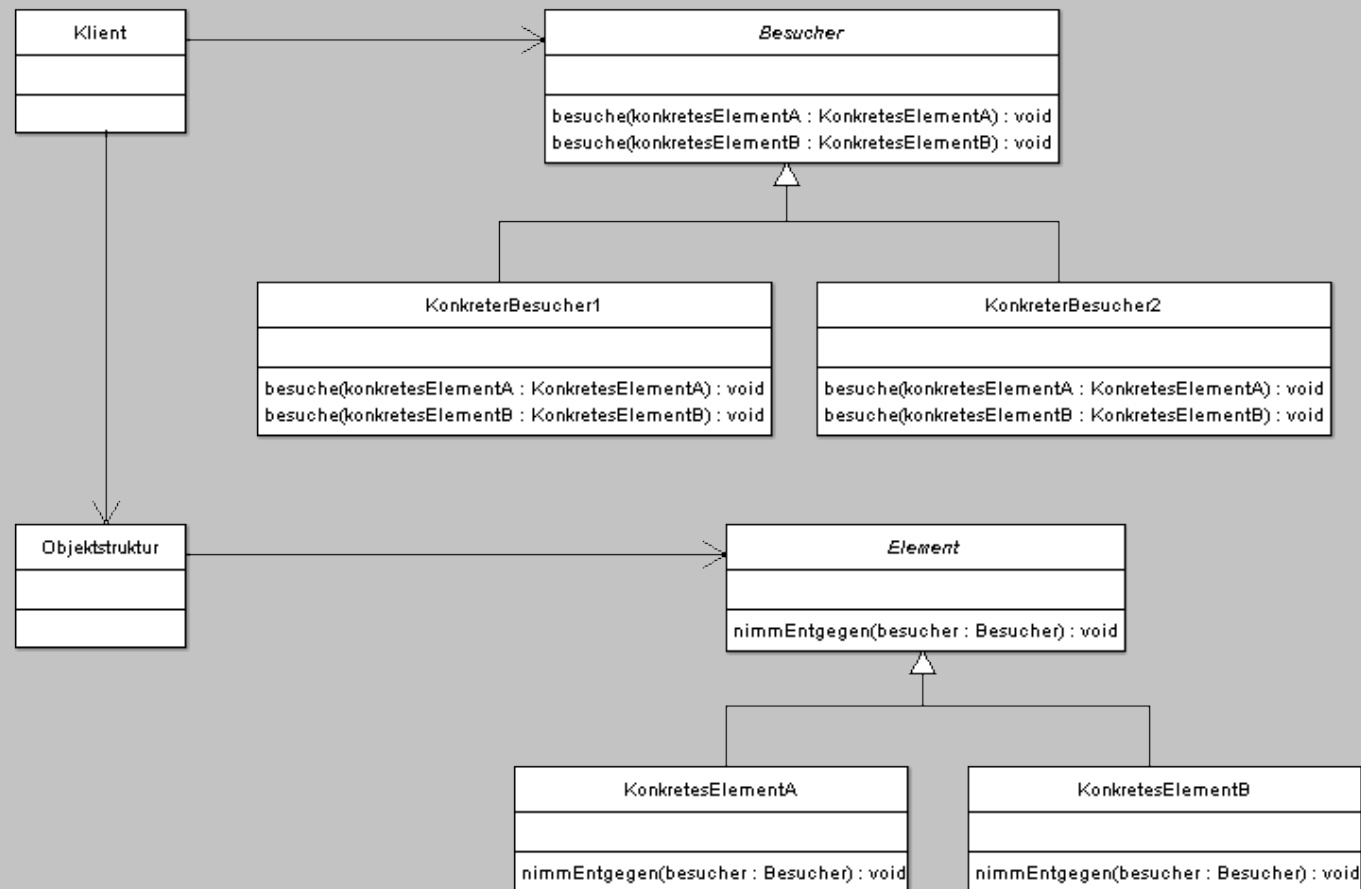 Klient
Besucher
besuche(konkretesElementA : KonkretesElementA) : void
besuche(konkretesElementB : KonkretesElementB) : void
KonkreterBesucher1
besuche(konkretesElementA : KonkretesElementA) : void
besuche(konkretesElementB : KonkretesElementB) : void
KonkreterBesucher2
besuche(konkretesElementA : KonkretesElementA) : void
besuche(konkretesElementB : KonkretesElementB) : void
Objektstruktur
Element
nimmEntgegen(besucher : Besucher) : void
KonkretesElementA
nimmEntgegen(besucher : Besucher) : void
KonkretesElementB
nimmEntgegen(besucher : Besucher) : void